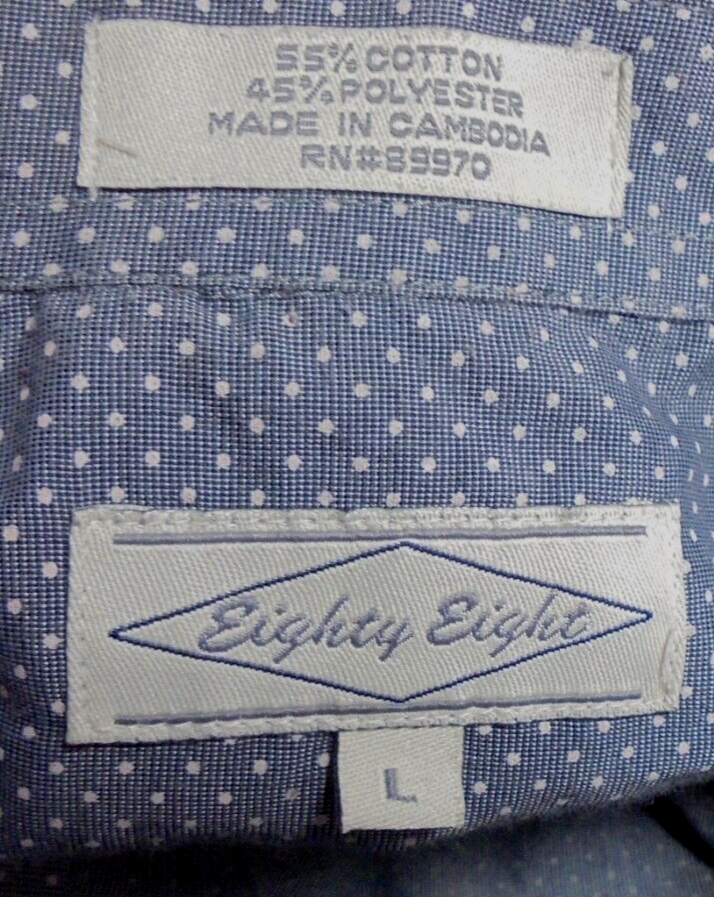 55% COTTON
45% POLYESTER
MADE IN CAMBODIA
RN#89970
Eighty Eight
L